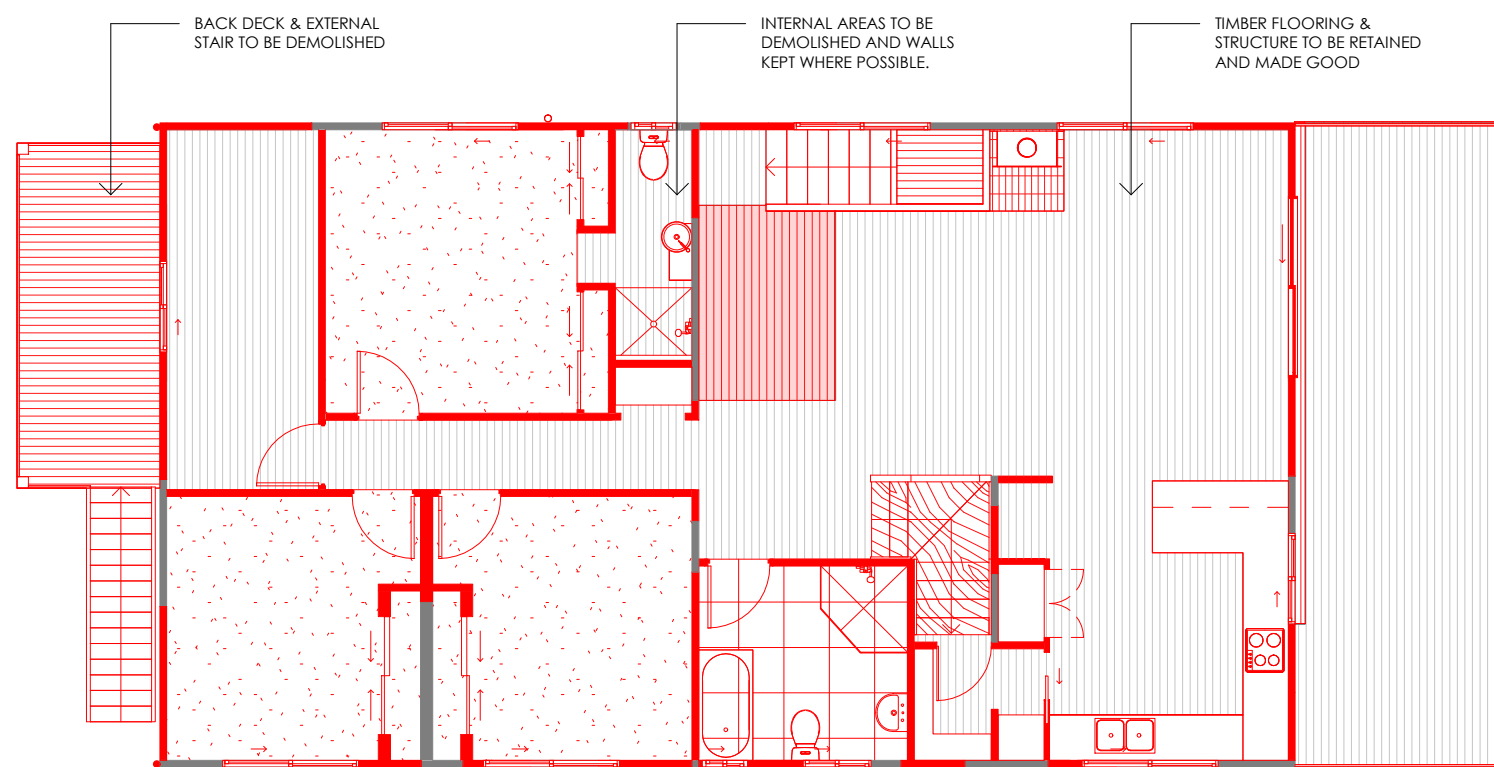 BACK DECK & EXTERNAL
STAIR TO BE DEMOLISHED
INTERNAL AREAS TO BE
DEMOLISHED AND WALLS
KEPT WHERE POSSIBLE.
TIMBER FLOORING &
STRUCTURE TO BE RETAINED
AND MADE GOOD